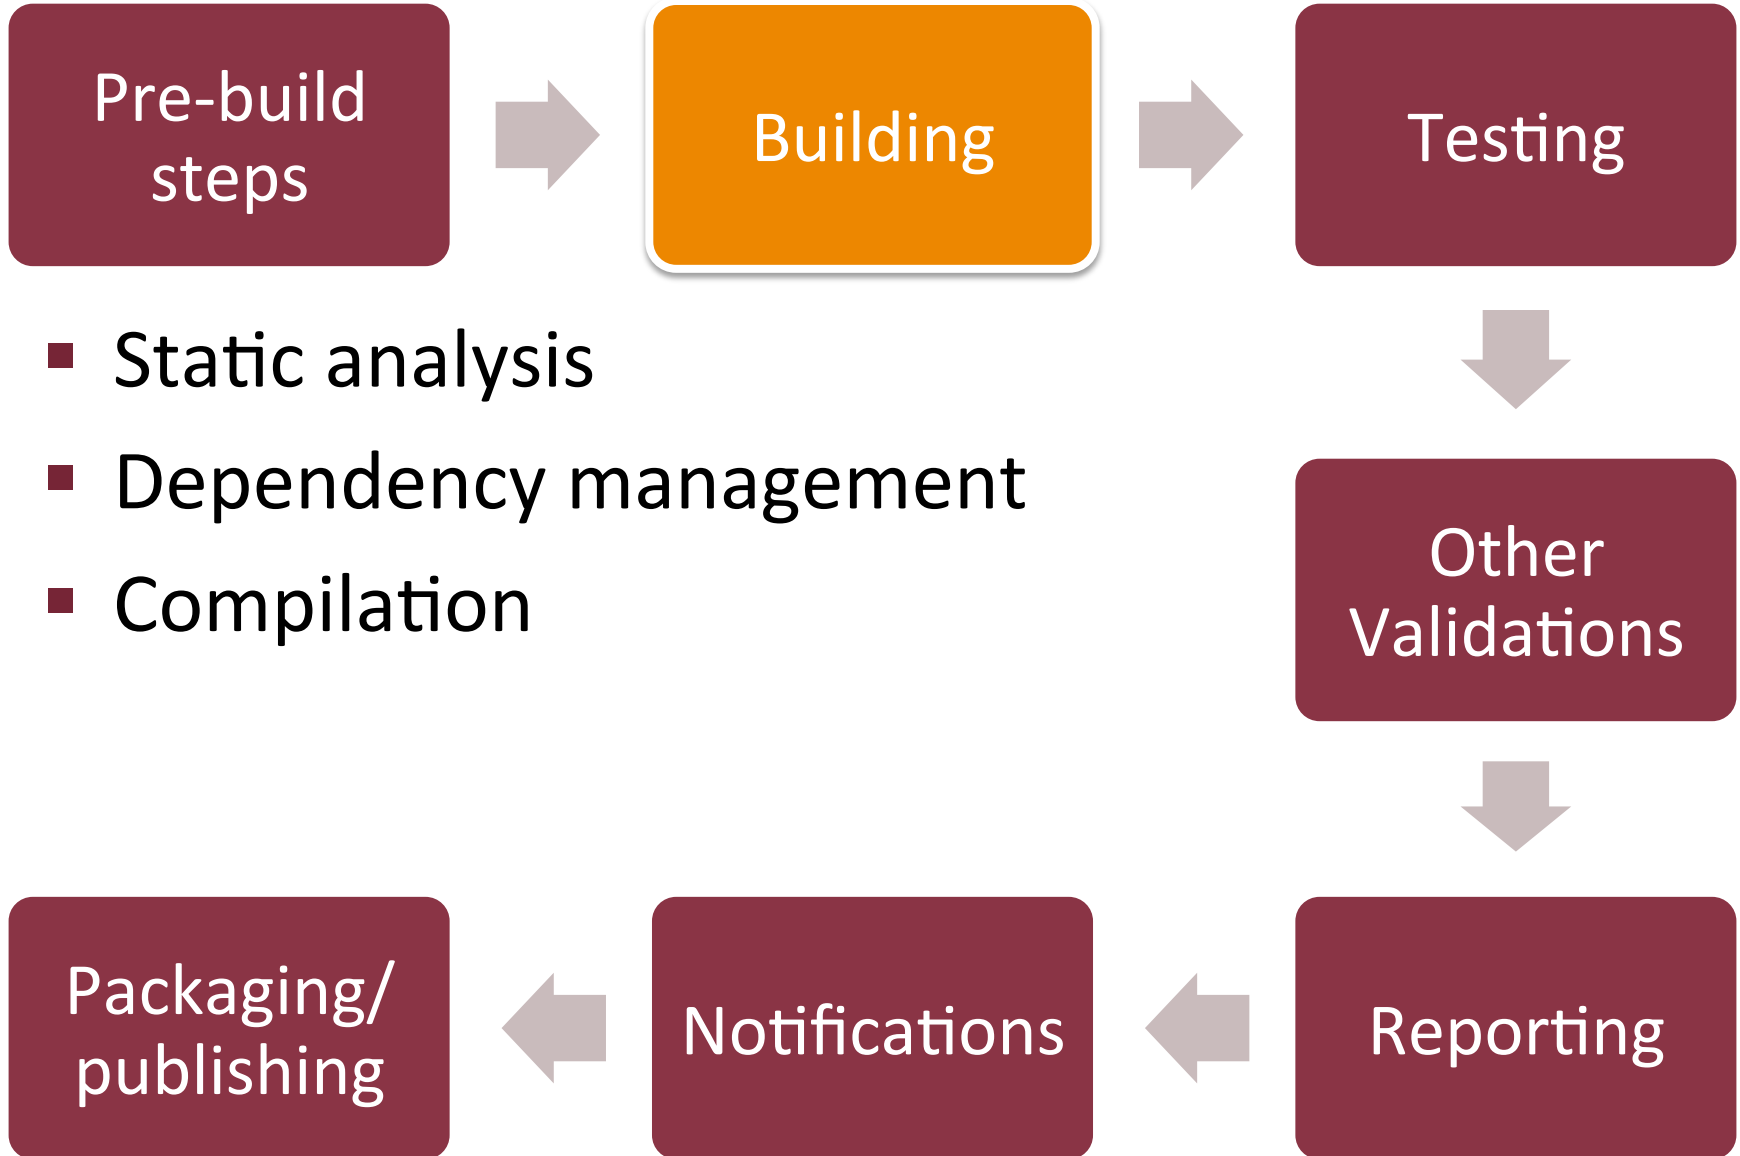 Pre-build
steps
Building
Testing
Static analysis
Dependency management
Compilation
Other
Validations
Packaging/
publishing
Notifications
Reporting